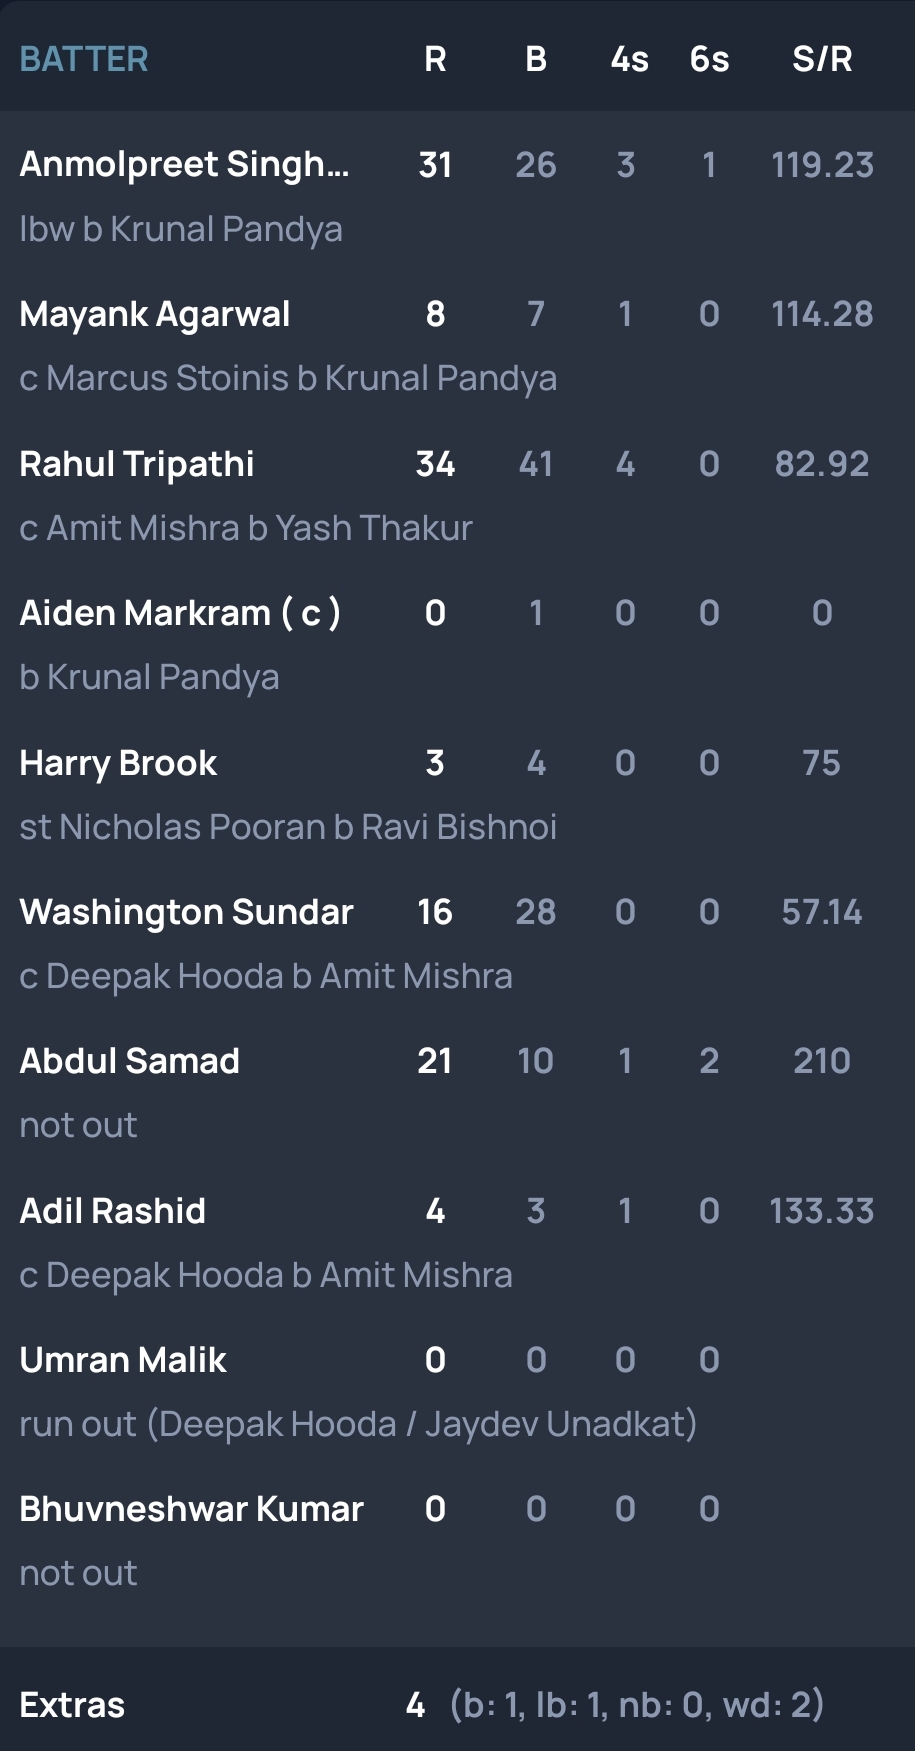 BATTER R B 4s 6s S/R
Anmolpreet Singh... 31 26 3 1 119.23
lbw b Krunal Pandya
Mayank Agarwal 8 7 1 0 114.28
c Marcus Stoinis b Krunal Pandya
Rahul Tripathi 34 41 4 0 82.92
c Amit Mishra b Yash Thakur
Aiden Markram ( c ) 0 1 0 0 0
b Krunal Pandya
Harry Brook 3 4 0 0 75
st Nicholas Pooran b Ravi Bishnoi
Washington Sundar 16 28 0 0 57.14
c Deepak Hooda b Amit Mishra
Abdul Samad 21 10 1 2 210
not out
Adil Rashid 4 3 1 0 133.33
c Deepak Hooda b Amit Mishra
Umran Malik 0 0 0 0
run out (Deepak Hooda / Jaydev Unadkat)
Bhuvneshwar Kumar 0 0 0 0
not out
Extras 4 (b: 1, lb: 1, nb: 0, wd: 2)